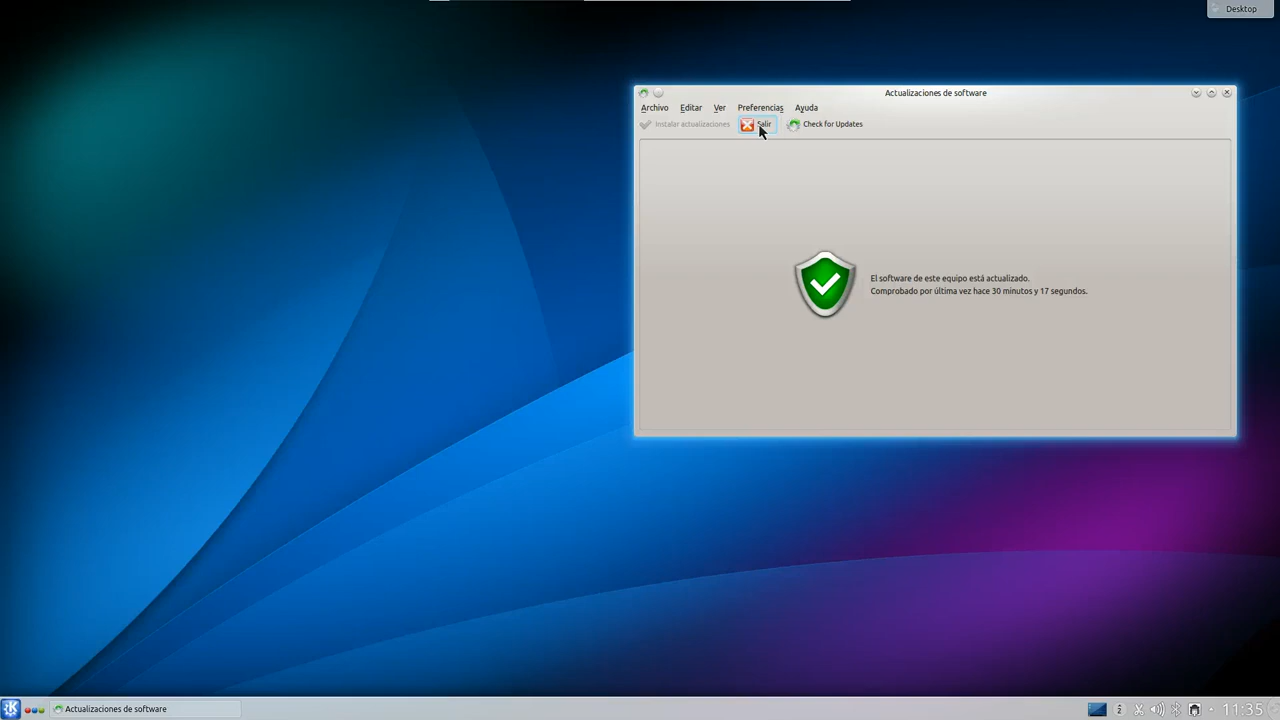 Desktop
Actualizaciones de software
Archivo Editar Ver Preferencias Ayuda
Instalar actualizaciones Salir Check for Updates
El software de este equipo está actualizado.
Comprobado por última vez hace 30 minutos y 17 segundos.
Actualizaciones de software
11:35